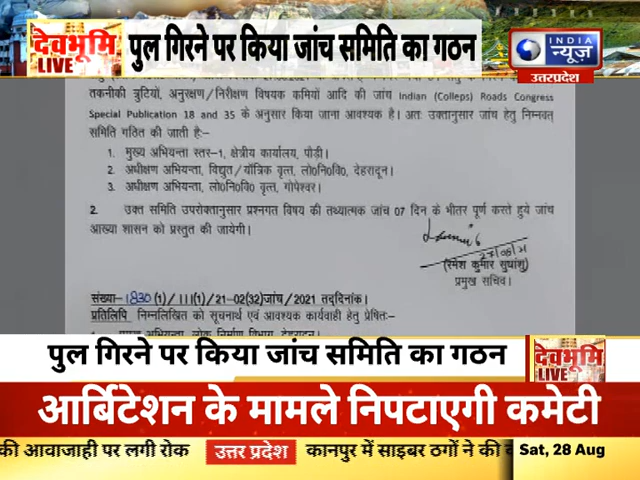 देवभूमि
LIVE
पुल गिरने पर किया जांच समिति का गठन
INDIA
न्यूज़
उत्तरप्रदेश
तकनीकी त्रुटियों, अनुरक्षण/निरीक्षण विषयक कमियों आदि की जांच Indian (Colleps) Roads Congress
Special Publication 18 and 35 के अनुसार किया जाना आवश्यक है। अतः उक्तानुसार जांच हेतु निम्नवत्
समिति गठित की जाती है:-
1. मुख्य अभियन्ता स्तर-1, क्षेत्रीय कार्यालय, पौड़ी।
2. अधीक्षण अभियन्ता, विद्युत/यॉत्रिक वृत्त, लो0नि0वि0, देहरादून।
3. अधीक्षण अभियन्ता, लो0नि0वि0 वृत्त, गोपेश्वर।
2. उक्त समिति उपरोक्तानुसार प्रश्नगत विषय की तथ्यात्मक जांच 07 दिन के भीतर पूर्ण करते हुये जांच
आख्या शासन को प्रस्तुत की जायेगी।
(रमेश कुमार सुधांशु)
प्रमुख सचिव।
संख्या-1830(1)/III(1)/21-02(32)जांच/2021 तद्दिनांक।
प्रतिलिपि निम्नलिखित को सूचनार्थ एवं आवश्यक कार्यवाही हेतु प्रेषित:-
पुल गिरने पर किया जांच समिति का गठन
देवभूमि
LIVE
आर्बिटेशन के मामले निपटाएगी कमेटी
की आवाजाही पर लगी रोक
उत्तर प्रदेश
कानपुर में साइबर ठगों ने की
Sat, 28 Aug